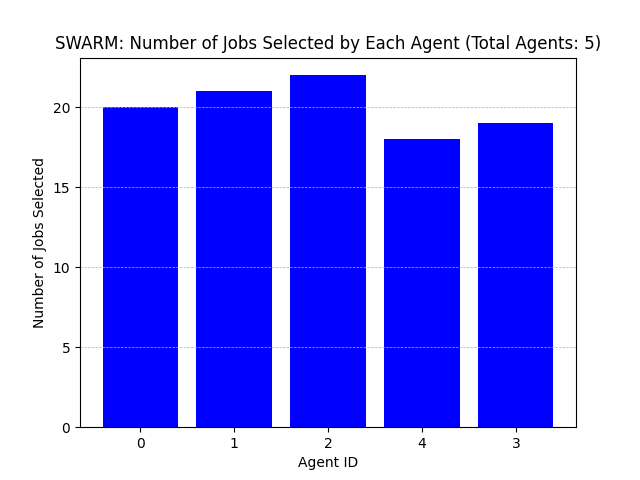 SWARM: Number of Jobs Selected by Each Agent (Total Agents: 5)
Number of Jobs Selected
20
15
10
5
0
0 1 2 4 3
Agent ID